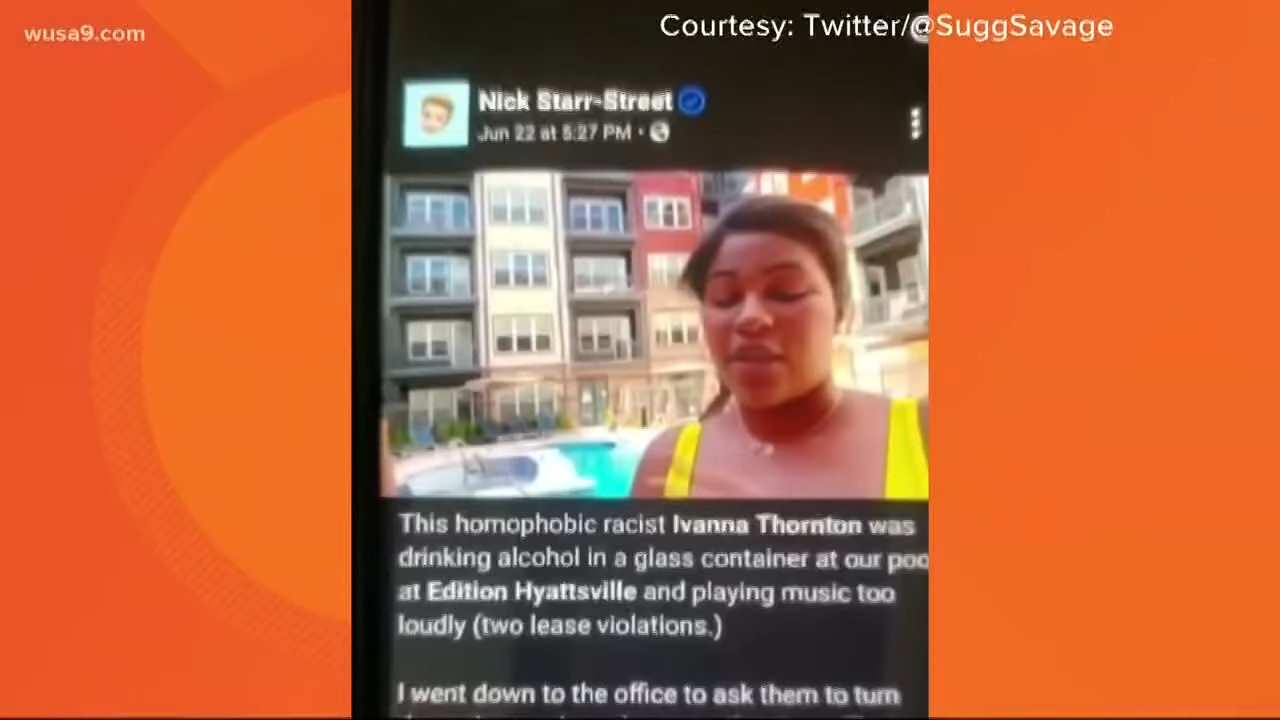 wusa9.com
Courtesy: Twitter/@SuggSavage
Nick Starr-Street
Jun 22 at 5:27 PM ·
This homophobic racist Ivanna Thornton was
drinking alcohol in a glass container at our poo
at Edition Hyattsville and playing music too
loudly (two lease violations.)
I went down to the office to ask them to turn